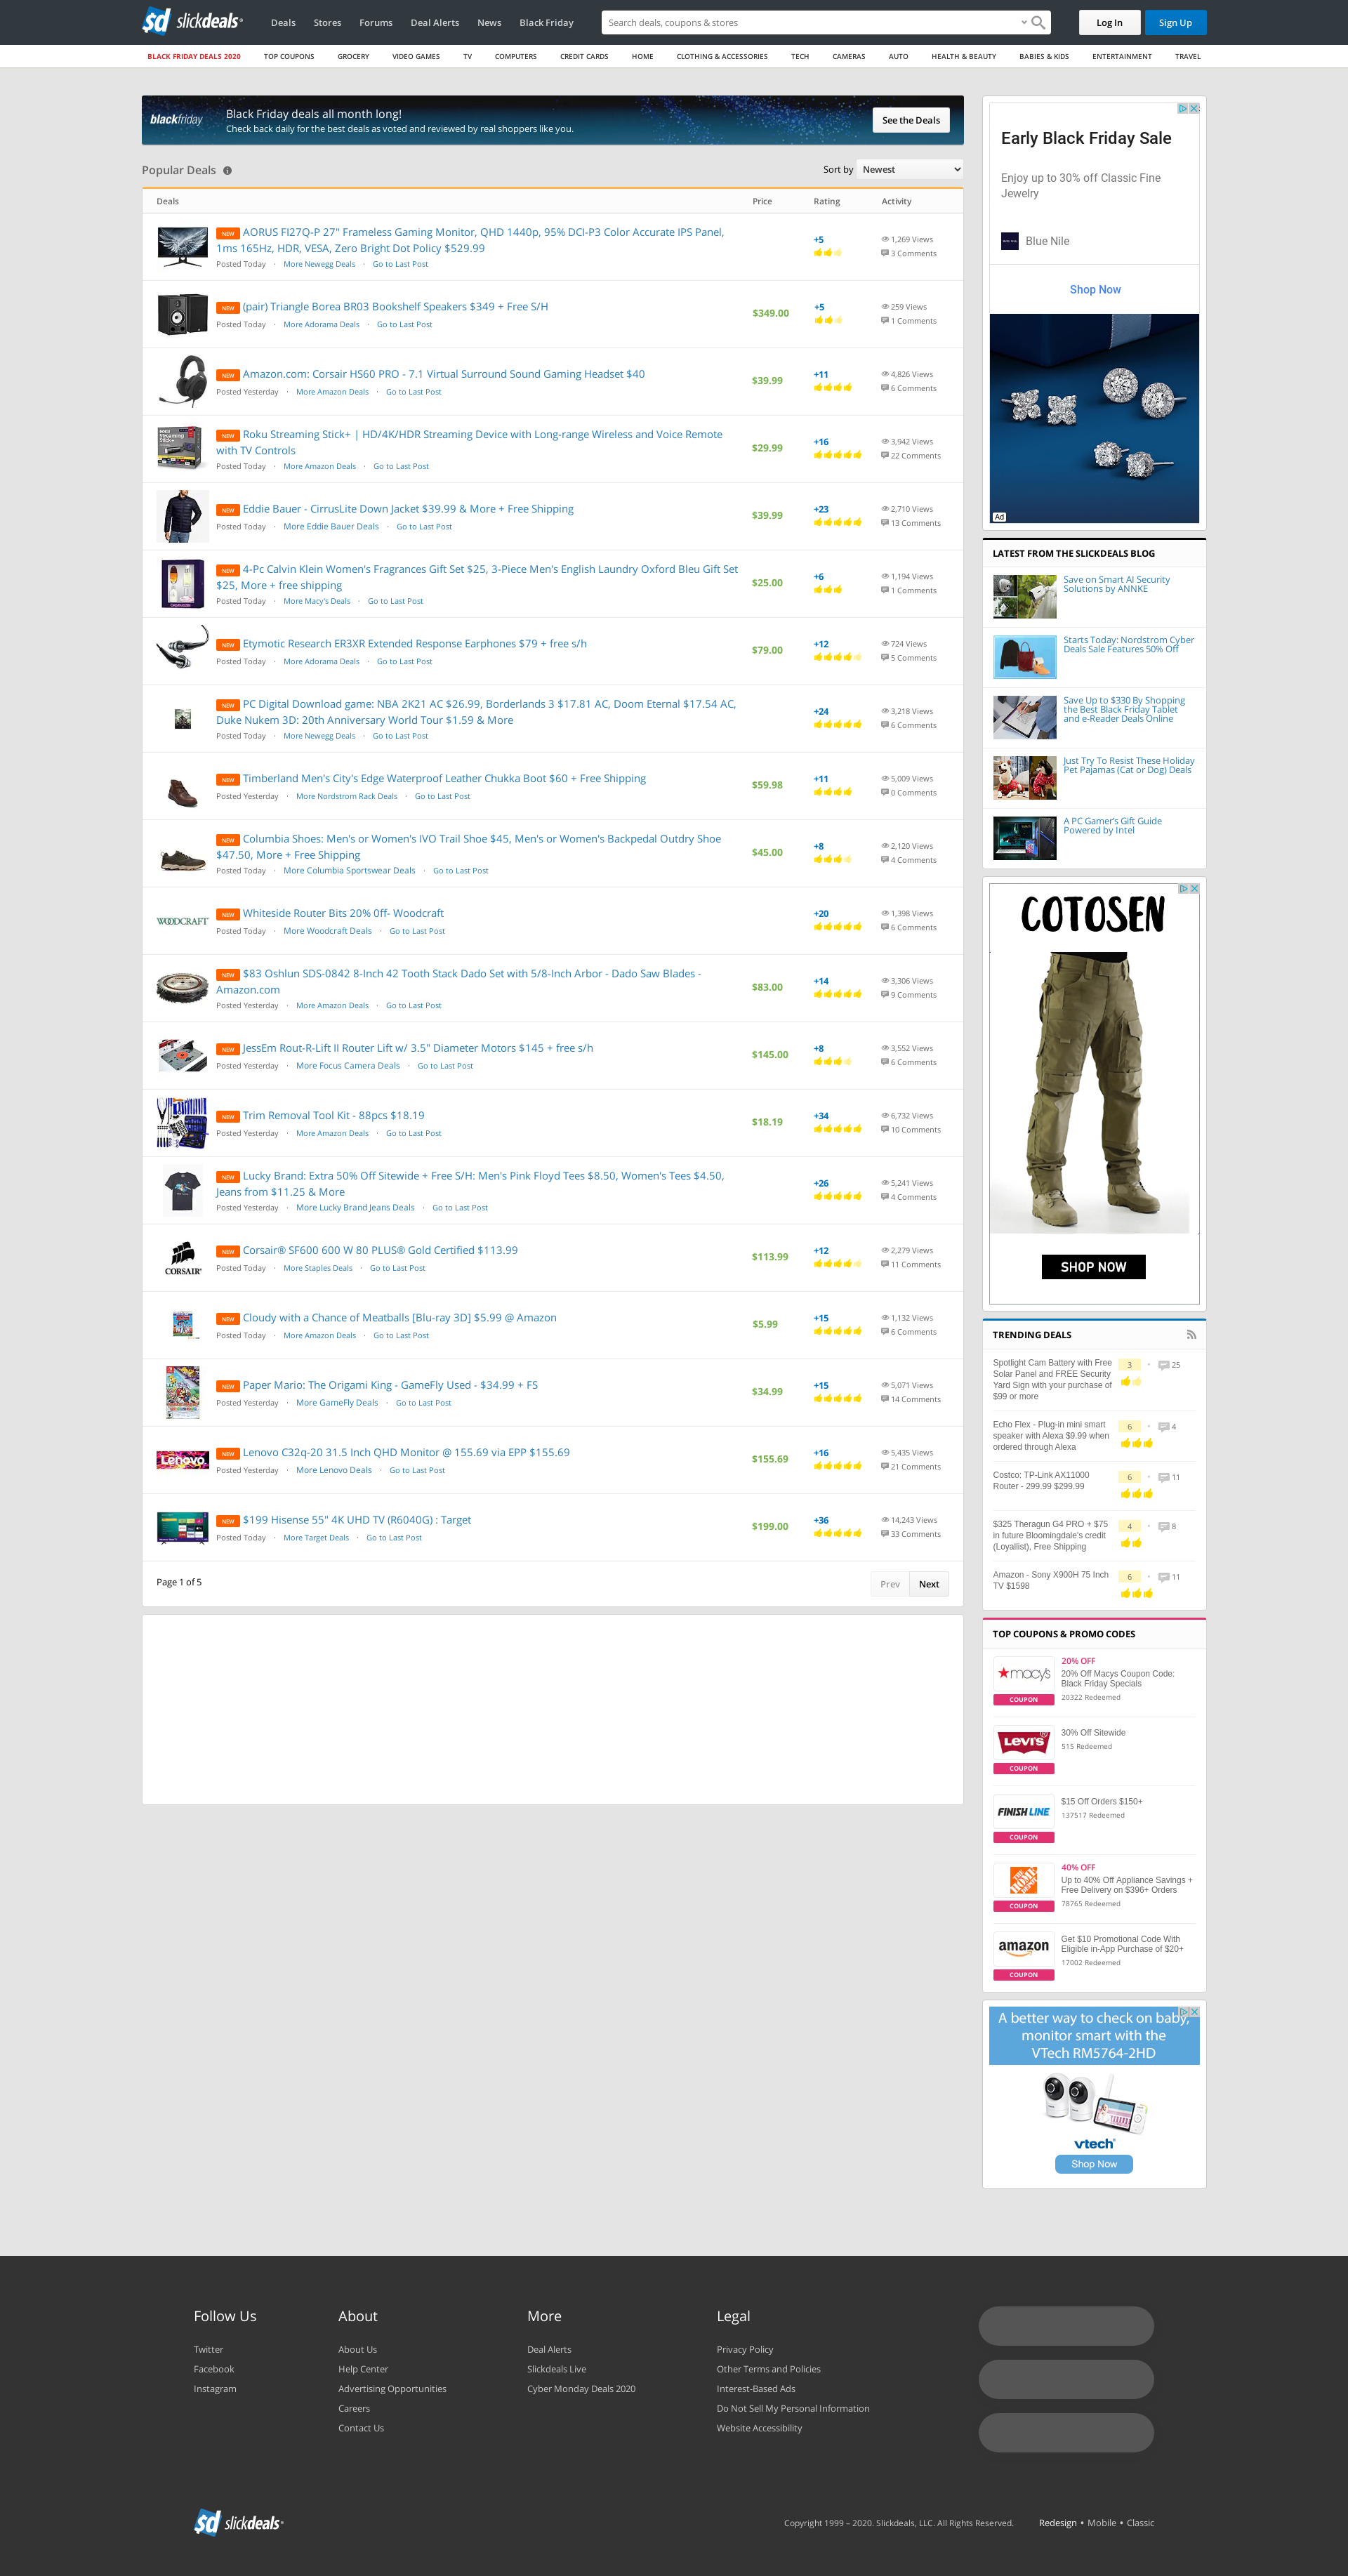 slickdeals
Deals
Stores
Forums
Deal Alerts
News
Black Friday
Search deals, coupons & stores
Log In
Sign Up
BLACK FRIDAY DEALS 2020
TOP COUPONS
GROCERY
VIDEO GAMES
TV
COMPUTERS
CREDIT CARDS
HOME
CLOTHING & ACCESSORIES
TECH
CAMERAS
AUTO
HEALTH & BEAUTY
BABIES & KIDS
ENTERTAINMENT
TRAVEL
blackfriday
Black Friday deals all month long!
Check back daily for the best deals as voted and reviewed by real shoppers like you.
See the Deals
Popular Deals
Sort by Newest
Deals Price Rating Activity
NEW AORUS FI27Q-P 27" Frameless Gaming Monitor, QHD 1440p, 95% DCI-P3 Color Accurate IPS Panel,
1ms 165Hz, HDR, VESA, Zero Bright Dot Policy $529.99
Posted Today · More Newegg Deals · Go to Last Post
+5
1,269 Views
3 Comments
NEW (pair) Triangle Borea BR03 Bookshelf Speakers $349 + Free S/H
Posted Today · More Adorama Deals · Go to Last Post
$349.00
+5
259 Views
1 Comments
NEW Amazon.com: Corsair HS60 PRO - 7.1 Virtual Surround Sound Gaming Headset $40
Posted Yesterday · More Amazon Deals · Go to Last Post
$39.99
+11
4,826 Views
6 Comments
NEW Roku Streaming Stick+ | HD/4K/HDR Streaming Device with Long-range Wireless and Voice Remote
with TV Controls
Posted Today · More Amazon Deals · Go to Last Post
$29.99
+16
3,942 Views
22 Comments
NEW Eddie Bauer - CirrusLite Down Jacket $39.99 & More + Free Shipping
Posted Today · More Eddie Bauer Deals · Go to Last Post
$39.99
+23
2,710 Views
13 Comments
NEW 4-Pc Calvin Klein Women's Fragrances Gift Set $25, 3-Piece Men's English Laundry Oxford Bleu Gift Set
$25, More + free shipping
Posted Today · More Macy's Deals · Go to Last Post
$25.00
+6
1,194 Views
1 Comments
NEW Etymotic Research ER3XR Extended Response Earphones $79 + free s/h
Posted Today · More Adorama Deals · Go to Last Post
$79.00
+12
724 Views
5 Comments
NEW PC Digital Download game: NBA 2K21 AC $26.99, Borderlands 3 $17.81 AC, Doom Eternal $17.54 AC,
Duke Nukem 3D: 20th Anniversary World Tour $1.59 & More
Posted Today · More Newegg Deals · Go to Last Post
+24
3,218 Views
6 Comments
NEW Timberland Men's City's Edge Waterproof Leather Chukka Boot $60 + Free Shipping
Posted Yesterday · More Nordstrom Rack Deals · Go to Last Post
$59.98
+11
5,009 Views
0 Comments
NEW Columbia Shoes: Men's or Women's IVO Trail Shoe $45, Men's or Women's Backpedal Outdry Shoe
$47.50, More + Free Shipping
Posted Today · More Columbia Sportswear Deals · Go to Last Post
$45.00
+8
2,120 Views
4 Comments
WOODCRAFT
NEW Whiteside Router Bits 20% 0ff- Woodcraft
Posted Today · More Woodcraft Deals · Go to Last Post
+20
1,398 Views
6 Comments
NEW $83 Oshlun SDS-0842 8-Inch 42 Tooth Stack Dado Set with 5/8-Inch Arbor - Dado Saw Blades -
Amazon.com
Posted Yesterday · More Amazon Deals · Go to Last Post
$83.00
+14
3,306 Views
9 Comments
NEW JessEm Rout-R-Lift II Router Lift w/ 3.5" Diameter Motors $145 + free s/h
Posted Yesterday · More Focus Camera Deals · Go to Last Post
$145.00
+8
3,552 Views
6 Comments
NEW Trim Removal Tool Kit - 88pcs $18.19
Posted Yesterday · More Amazon Deals · Go to Last Post
$18.19
+34
6,732 Views
10 Comments
NEW Lucky Brand: Extra 50% Off Sitewide + Free S/H: Men's Pink Floyd Tees $8.50, Women's Tees $4.50,
Jeans from $11.25 & More
Posted Yesterday · More Lucky Brand Jeans Deals · Go to Last Post
+26
5,241 Views
4 Comments
CORSAIR
NEW Corsair® SF600 600 W 80 PLUS® Gold Certified $113.99
Posted Today · More Staples Deals · Go to Last Post
$113.99
+12
2,279 Views
11 Comments
NEW Cloudy with a Chance of Meatballs [Blu-ray 3D] $5.99 @ Amazon
Posted Today · More Amazon Deals · Go to Last Post
$5.99
+15
1,132 Views
6 Comments
NEW Paper Mario: The Origami King - GameFly Used - $34.99 + FS
Posted Yesterday · More GameFly Deals · Go to Last Post
$34.99
+15
5,071 Views
14 Comments
Lenovo
NEW Lenovo C32q-20 31.5 Inch QHD Monitor @ 155.69 via EPP $155.69
Posted Yesterday · More Lenovo Deals · Go to Last Post
$155.69
+16
5,435 Views
21 Comments
NEW $199 Hisense 55" 4K UHD TV (R6040G) : Target
Posted Today · More Target Deals · Go to Last Post
$199.00
+36
14,243 Views
33 Comments
Page 1 of 5
Prev
Next
Early Black Friday Sale
Enjoy up to 30% off Classic Fine
Jewelry
Blue Nile
Shop Now
Ad
LATEST FROM THE SLICKDEALS BLOG
Save on Smart AI Security
Solutions by ANNKE
Starts Today: Nordstrom Cyber
Deals Sale Features 50% Off
Save Up to $330 By Shopping
the Best Black Friday Tablet
and e-Reader Deals Online
Just Try To Resist These Holiday
Pet Pajamas (Cat or Dog) Deals
A PC Gamer's Gift Guide
Powered by Intel
COTOSEN
SHOP NOW
TRENDING DEALS
Spotlight Cam Battery with Free
Solar Panel and FREE Security
Yard Sign with your purchase of
$99 or more
3 · 25
Echo Flex - Plug-in mini smart
speaker with Alexa $9.99 when
ordered through Alexa
6 · 4
Costco: TP-Link AX11000
Router - 299.99 $299.99
6 · 11
$325 Theragun G4 PRO + $75
in future Bloomingdale's credit
(Loyallist), Free Shipping
4 · 8
Amazon - Sony X900H 75 Inch
TV $1598
6 · 11
TOP COUPONS & PROMO CODES
macy's
COUPON
20% OFF
20% Off Macys Coupon Code:
Black Friday Specials
20322 Redeemed
LEVI'S
COUPON
30% Off Sitewide
515 Redeemed
FINISH LINE
COUPON
$15 Off Orders $150+
137517 Redeemed
THE HOME DEPOT
COUPON
40% OFF
Up to 40% Off Appliance Savings +
Free Delivery on $396+ Orders
78765 Redeemed
amazon
COUPON
Get $10 Promotional Code With
Eligible in-App Purchase of $20+
17002 Redeemed
A better way to check on baby,
monitor smart with the
VTech RM5764-2HD
vtech
Shop Now
Follow Us
Twitter
Facebook
Instagram
About
About Us
Help Center
Advertising Opportunities
Careers
Contact Us
More
Deal Alerts
Slickdeals Live
Cyber Monday Deals 2020
Legal
Privacy Policy
Other Terms and Policies
Interest-Based Ads
Do Not Sell My Personal Information
Website Accessibility
slickdeals
Copyright 1999 – 2020. Slickdeals, LLC. All Rights Reserved.
Redesign • Mobile • Classic